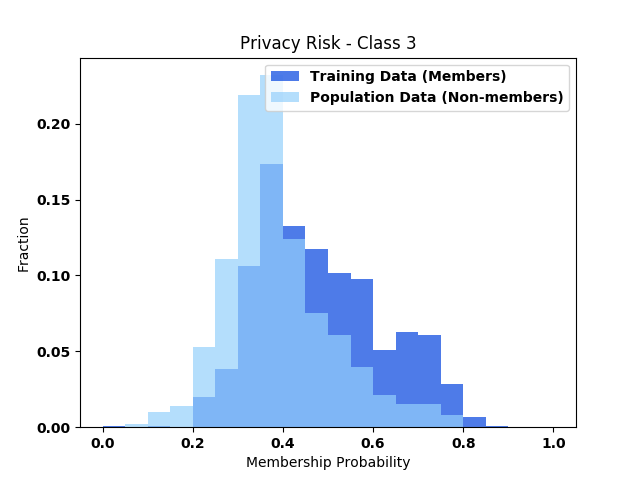 Privacy Risk - Class 3
Training Data (Members)
Population Data (Non-members)
Fraction
0.20
0.15
0.10
0.05
0.00
0.0 0.2 0.4 0.6 0.8 1.0
Membership Probability